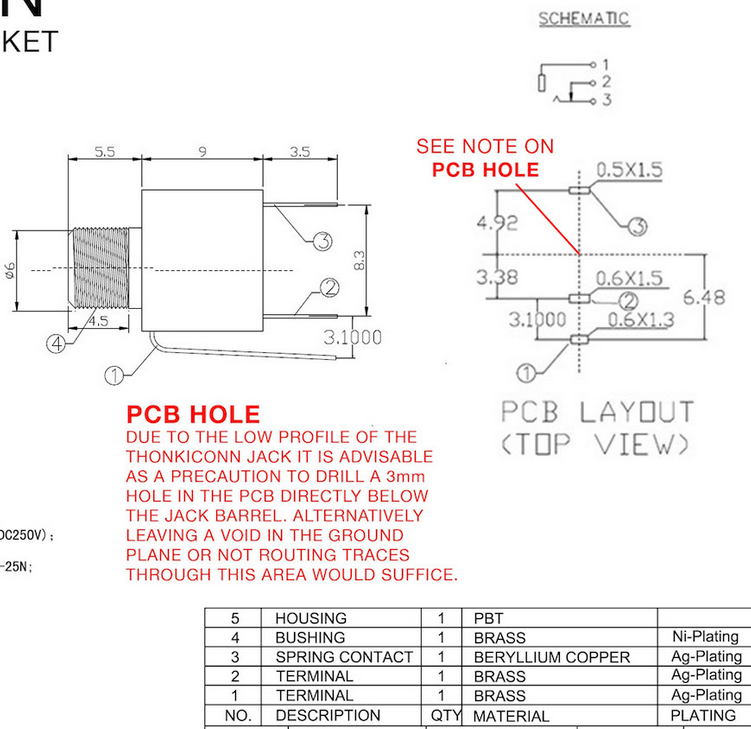 N
KET
SCHEMATIC
1
2
3
SEE NOTE ON
PCB HOLE
5.5
9
3.5
0.5X1.5
4.92
3
3
Ø6
8.3
3.38
0.6X1.5
2
2
6.48
4.5
3.1000
3.1000
0.6X1.3
4
1
1
PCB LAYOUT
(TOP VIEW)
PCB HOLE
DUE TO THE LOW PROFILE OF THE
THONKICONN JACK IT IS ADVISABLE
AS A PRECAUTION TO DRILL A 3mm
HOLE IN THE PCB DIRECTLY BELOW
THE JACK BARREL. ALTERNATIVELY
LEAVING A VOID IN THE GROUND
PLANE OR NOT ROUTING TRACES
THROUGH THIS AREA WOULD SUFFICE.
DC250V);
-25N;
5 HOUSING 1 PBT
4 BUSHING 1 BRASS Ni-Plating
3 SPRING CONTACT 1 BERYLLIUM COPPER Ag-Plating
2 TERMINAL 1 BRASS Ag-Plating
1 TERMINAL 1 BRASS Ag-Plating
NO. DESCRIPTION QTY MATERIAL PLATING